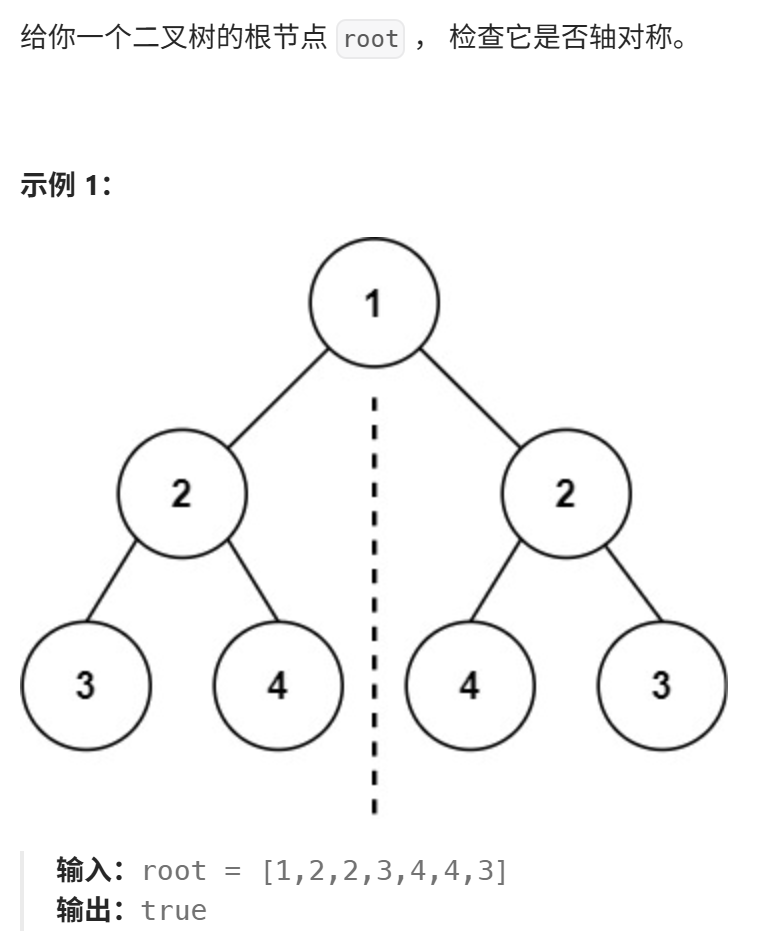 给你一个二叉树的根节点 root ， 检查它是否轴对称。
示例 1：
1
2 2
3 4 4 3
输入：root = [1,2,2,3,4,4,3]
输出：true